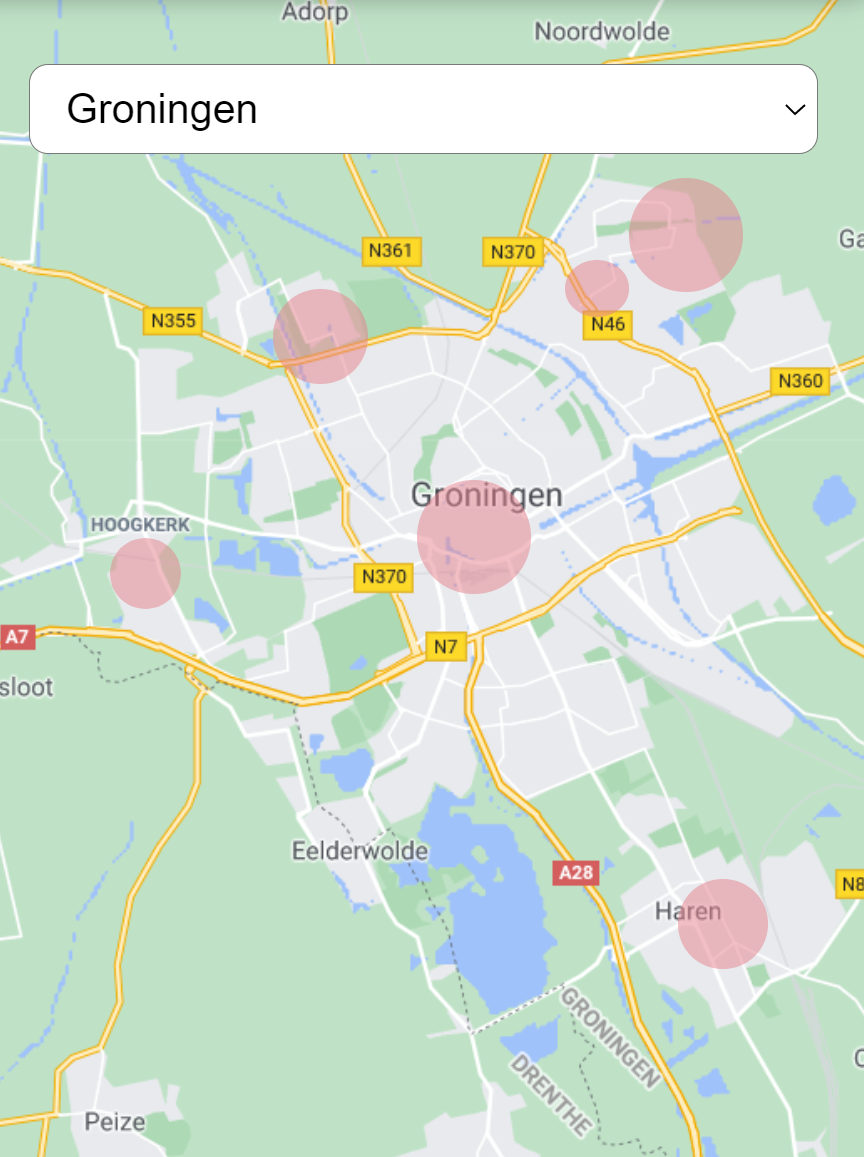 Adorp
Noordwolde
Groningen
Ga
N361
N370
N355
N46
N360
Groningen
HOOGKERK
N370
A7
N7
sloot
Eelderwolde
A28
N8
Haren
GRONINGEN
DRENTHE
Peize